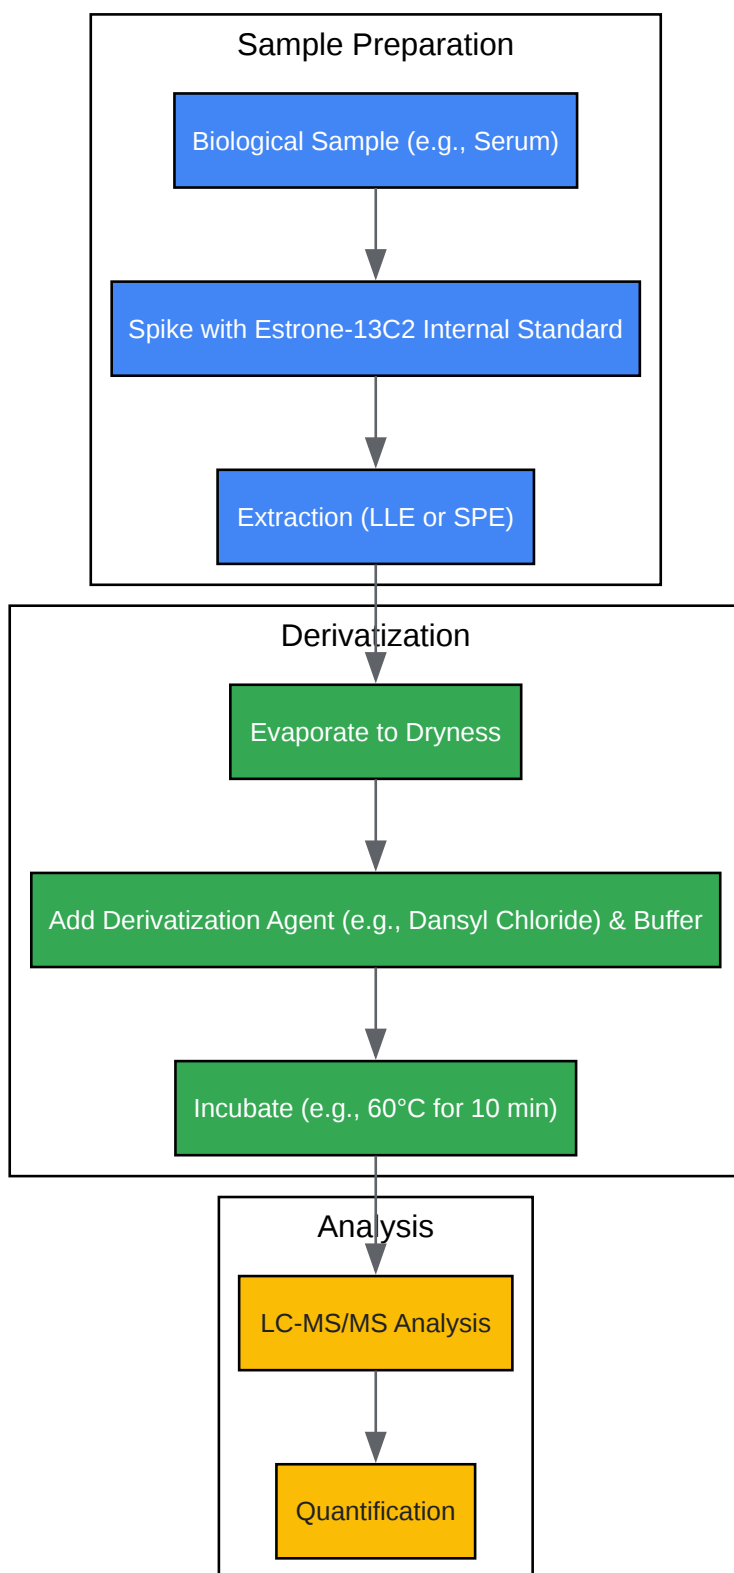 Sample Preparation
Biological Sample (e.g., Serum)
Spike with Estrone-13C2 Internal Standard
Extraction (LLE or SPE)
Derivatization
Evaporate to Dryness
Add Derivatization Agent (e.g., Dansyl Chloride) & Buffer
Incubate (e.g., 60°C for 10 min)
Analysis
LC-MS/MS Analysis
Quantification